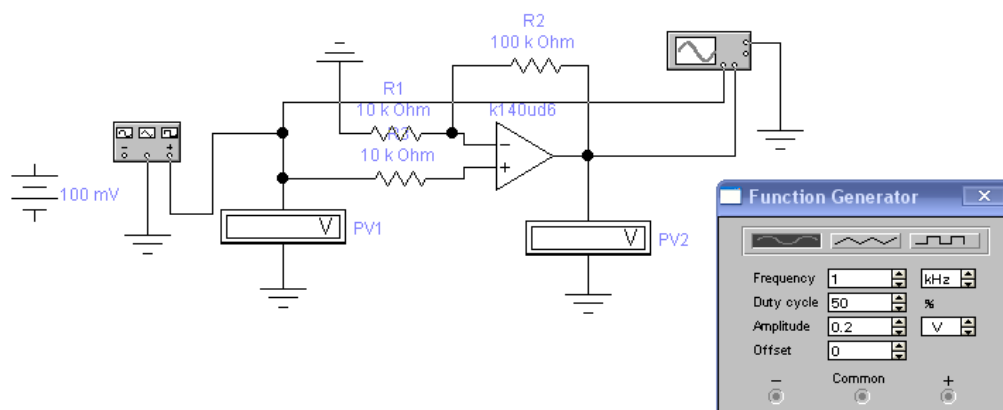 R2
100 k Ohm
R1
10 k Ohm
k140ud6
R3
10 k Ohm
100 mV
V
PV1
V
PV2
Function Generator
Frequency 1 kHz
Duty cycle 50 %
Amplitude 0.2 V
Offset 0
− Common +